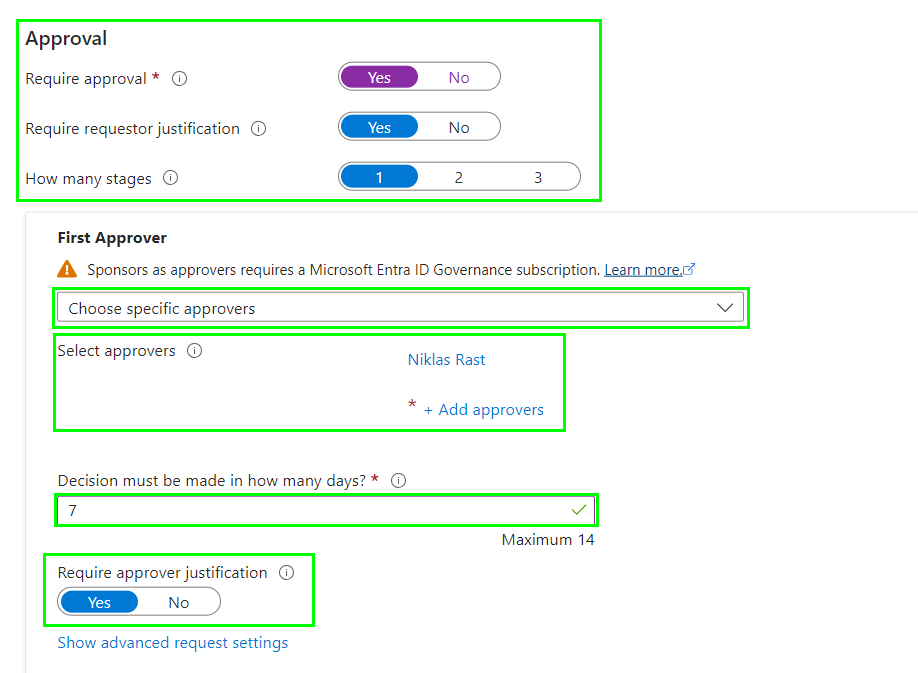 Approval
Require approval *
Yes No
Require requestor justification
Yes No
How many stages
1 2 3
First Approver
Sponsors as approvers requires a Microsoft Entra ID Governance subscription. Learn more.
Choose specific approvers
Select approvers
Niklas Rast
* + Add approvers
Decision must be made in how many days? *
7
Maximum 14
Require approver justification
Yes No
Show advanced request settings